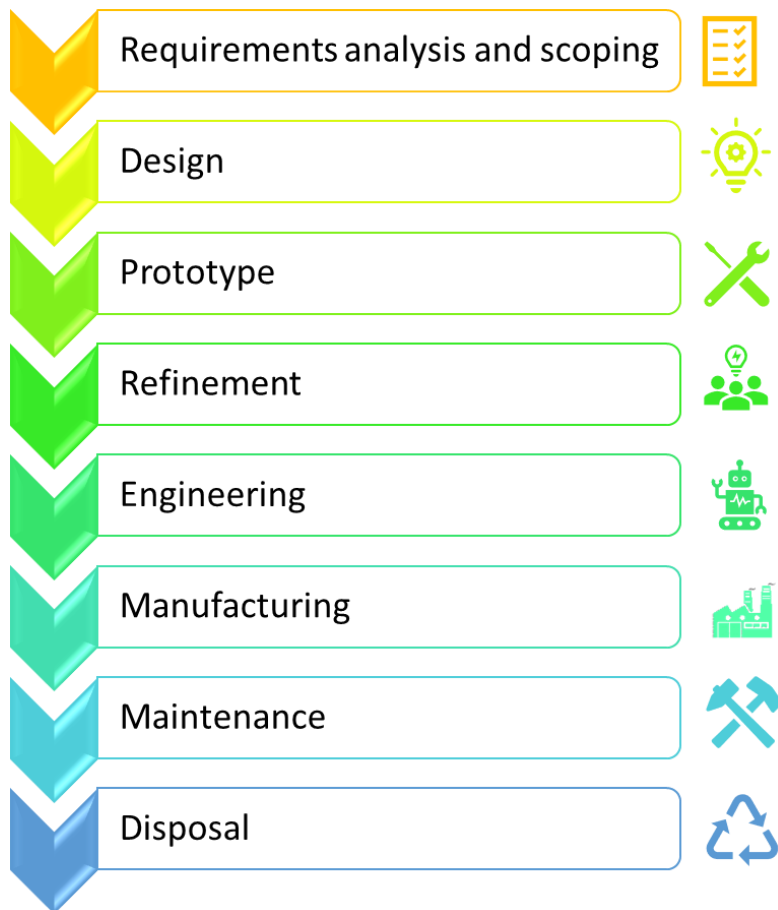 Requirements analysis and scoping
Design
Prototype
Refinement
Engineering
Manufacturing
Maintenance
Disposal